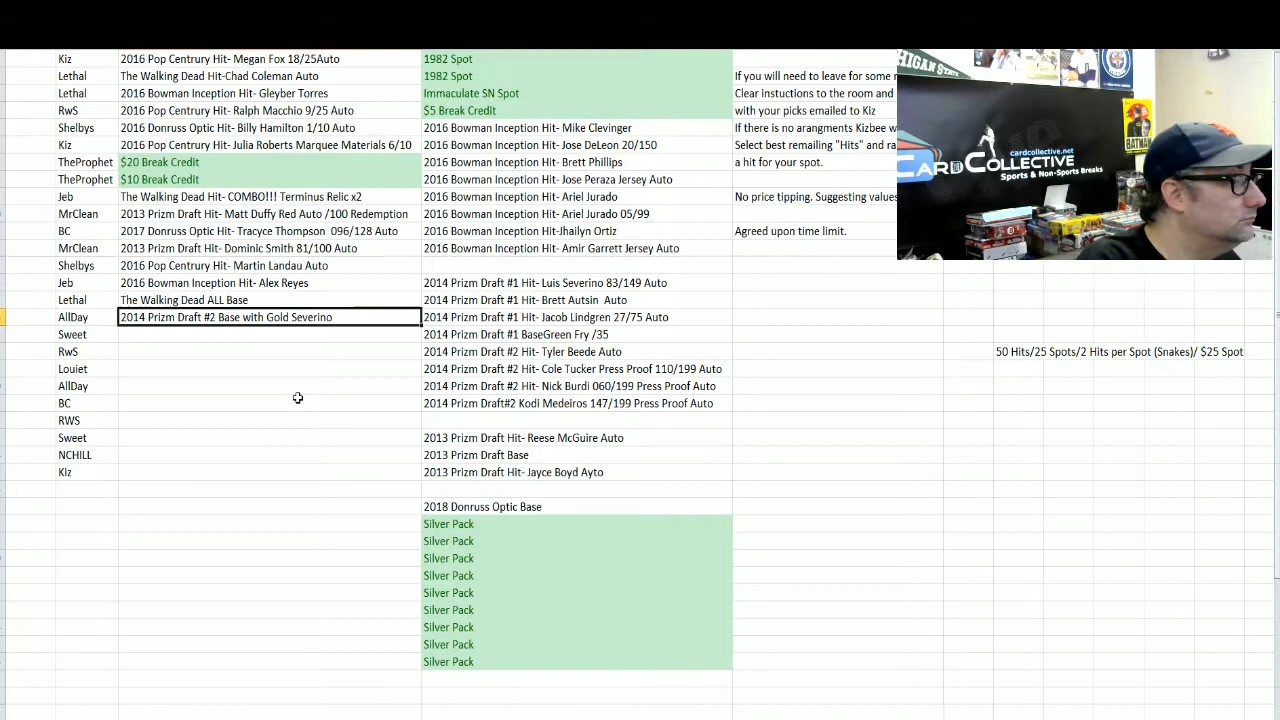 Kiz 2016 Pop Centrury Hit- Megan Fox 18/25Auto 1982 Spot
Lethal The Walking Dead Hit-Chad Coleman Auto 1982 Spot If you will need to leave for some
Lethal 2016 Bowman Inception Hit- Gleyber Torres Immaculate SN Spot Clear instuctions to the room and
RwS 2016 Pop Centrury Hit- Ralph Macchio 9/25 Auto $5 Break Credit with your picks emailed to Kiz
Shelbys 2016 Donruss Optic Hit- Billy Hamilton 1/10 Auto 2016 Bowman Inception Hit- Mike Clevinger If there is no arangments Kizbee w
Kiz 2016 Pop Centrury Hit- Julia Roberts Marquee Materials 6/10 2016 Bowman Inception Hit- Jose DeLeon 20/150 Select best remailing "Hits" and ra
TheProphet $20 Break Credit 2016 Bowman Inception Hit- Brett Phillips a hit for your spot.
TheProphet $10 Break Credit 2016 Bowman Inception Hit- Jose Peraza Jersey Auto
Jeb The Walking Dead Hit- COMBO!!! Terminus Relic x2 2016 Bowman Inception Hit- Ariel Jurado No price tipping. Suggesting values
MrClean 2013 Prizm Draft Hit- Matt Duffy Red Auto /100 Redemption 2016 Bowman Inception Hit- Ariel Jurado 05/99
BC 2017 Donruss Optic Hit- Tracyce Thompson 096/125 2016 Bowman Inception Hit-Jhailyn Ortiz Agreed upon time limit.
MrClean 2013 Prizm Draft Hit- Dominic Smith 81/100 Auto 2016 Bowman Inception Hit- Amir Garrett Jersey Auto
Shelbys 2016 Pop Centrury Hit- Martin Landau Auto
Jeb 2016 Bowman Inception Hit- Alex Reyes 2014 Prizm Draft #1 Hit- Luis Severino 83/149 Auto
Lethal The Walking Dead ALL Base 2014 Prizm Draft #1 Hit- Brett Autsin Auto
AllDay 2014 Prizm Draft #2 Base with Gold Severino 2014 Prizm Draft #1 Hit- Jacob Lindgren 27/75 Auto
Sweet 2014 Prizm Draft #1 BaseGreen Fry /35
RwS 2014 Prizm Draft #2 Hit- Tyler Beede Auto 50 Hits/25 Spots/2 Hits per Spot (Snakes)/ $25 Spot
Louiet 2014 Prizm Draft #2 Hit- Cole Tucker Press Proof 110/199 Auto
AllDay 2014 Prizm Draft #2 Hit- Nick Burdi 060/199 Press Proof Auto
BC 2014 Prizm Draft#2 Kodi Medeiros 147/199 Press Proof Auto
RWS
Sweet 2013 Prizm Draft Hit- Reese McGuire Auto
NCHILL 2013 Prizm Draft Base
Kiz 2013 Prizm Draft Hit- Jayce Boyd Ayto
2018 Donruss Optic Base
Silver Pack
Silver Pack
Silver Pack
Silver Pack
Silver Pack
Silver Pack
Silver Pack
Silver Pack
Silver Pack
HIGAN STATE
BATMAN
cardcollective.net
CARDCOLLECTIVE
Sports & Non-Sports Breaks